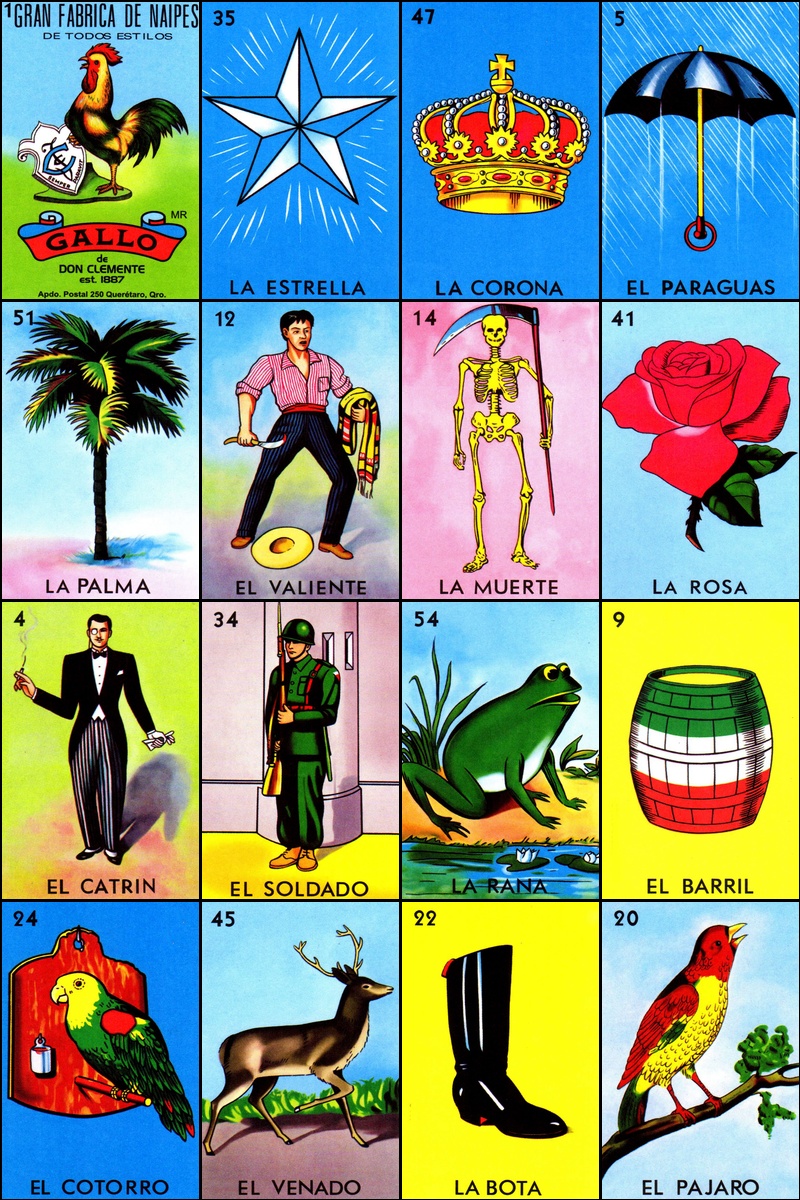 1
GRAN FABRICA DE NAIPES
DE TODOS ESTILOS
SEMPER
MR
GALLO
de
DON CLEMENTE
est. 1887
Apdo. Postal 250 Querétaro, Qro.
35
LA ESTRELLA
47
LA CORONA
5
EL PARAGUAS
51
LA PALMA
12
EL VALIENTE
14
LA MUERTE
41
LA ROSA
4
EL CATRIN
34
EL SOLDADO
54
LA RANA
9
EL BARRIL
24
EL COTORRO
45
EL VENADO
22
LA BOTA
20
EL PAJARO